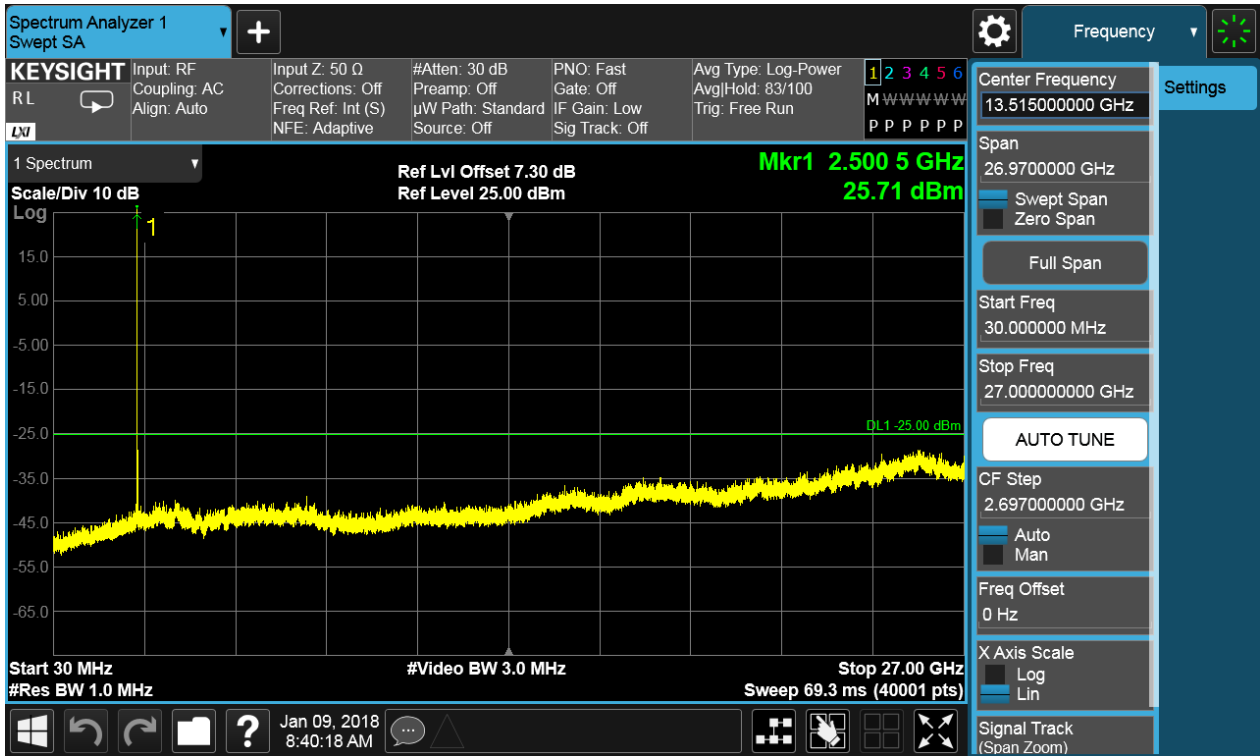 Spectrum Analyzer 1
Swept SA
+
Frequency
KEYSIGHT
R L
LXI
Input: RF
Coupling: AC
Align: Auto
Input Z: 50 Ω
Corrections: Off
Freq Ref: Int (S)
NFE: Adaptive
#Atten: 30 dB
Preamp: Off
µW Path: Standard
Source: Off
PNO: Fast
Gate: Off
IF Gain: Low
Sig Track: Off
Avg Type: Log-Power
Avg|Hold: 83/100
Trig: Free Run
1 2 3 4 5 6
M W W W W W
P P P P P P
1 Spectrum
Scale/Div 10 dB
Ref Lvl Offset 7.30 dB
Ref Level 25.00 dBm
Mkr1 2.500 5 GHz
25.71 dBm
Log
1
15.0
5.00
-5.00
-15.0
-25.0
DL1 -25.00 dBm
-35.0
-45.0
-55.0
-65.0
Start 30 MHz
#Video BW 3.0 MHz
Stop 27.00 GHz
#Res BW 1.0 MHz
Sweep 69.3 ms (40001 pts)
Center Frequency
13.515000000 GHz
Span
26.9700000 GHz
Swept Span
Zero Span
Full Span
Start Freq
30.000000 MHz
Stop Freq
27.000000000 GHz
AUTO TUNE
CF Step
2.697000000 GHz
Auto
Man
Freq Offset
0 Hz
X Axis Scale
Log
Lin
Signal Track
(Span Zoom)
Settings
?
Jan 09, 2018
8:40:18 AM